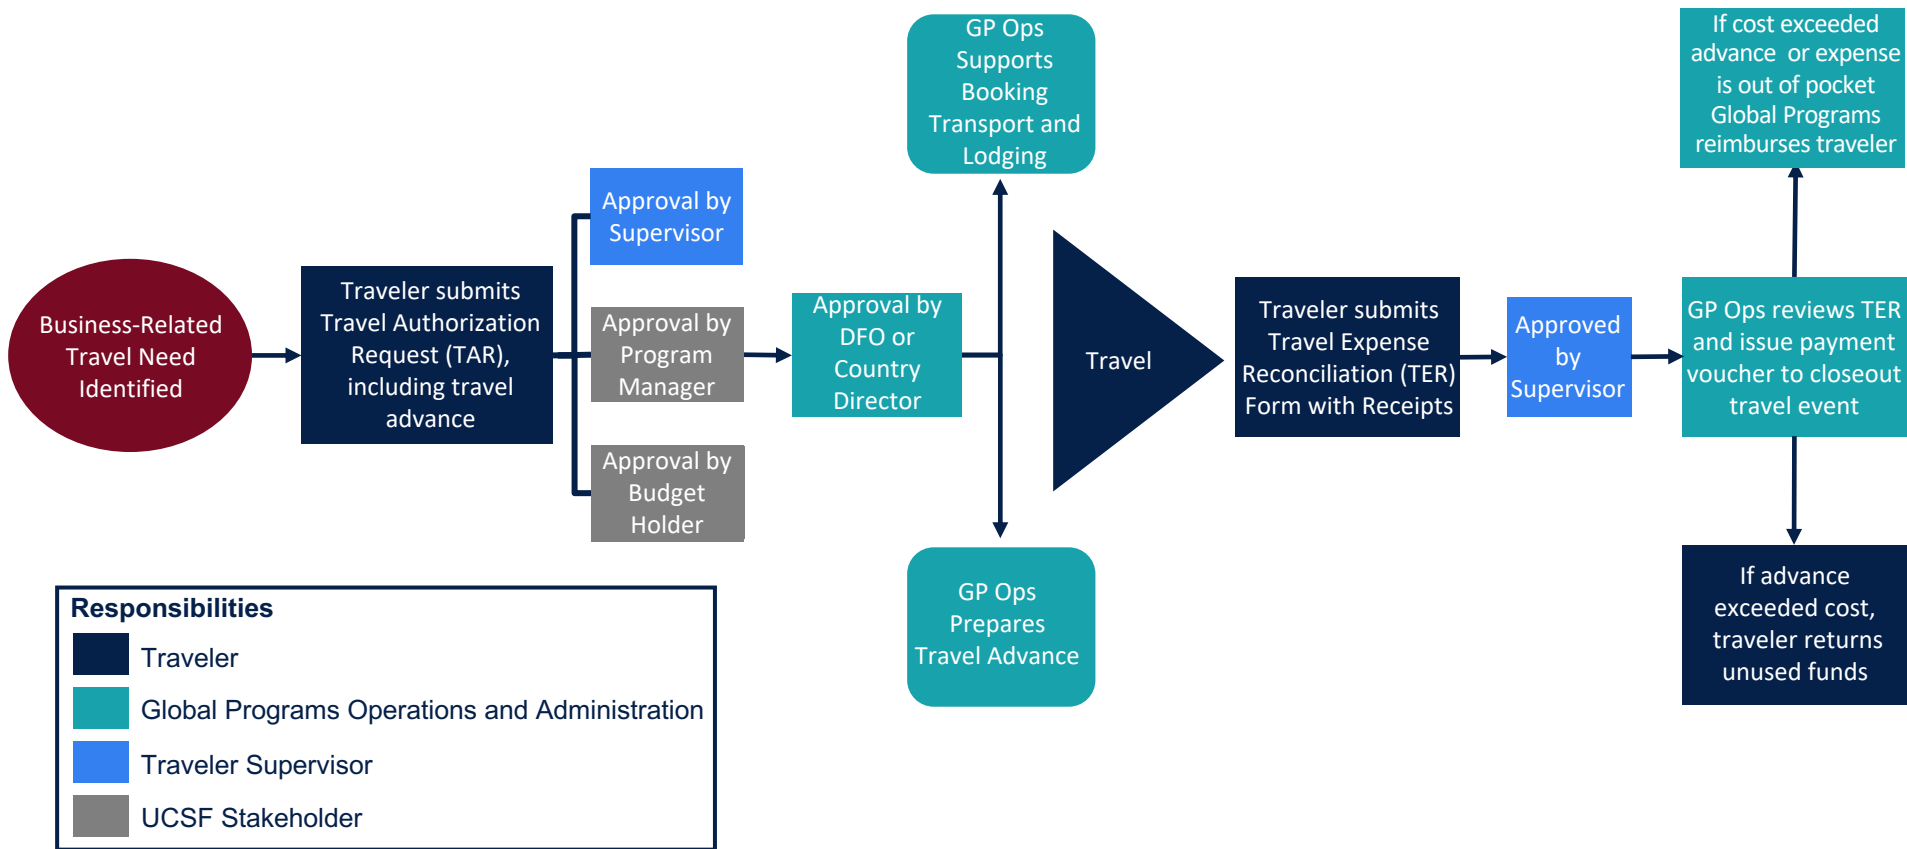 Business-Related
Travel Need
Identified
Traveler submits
Travel Authorization
Request (TAR),
including travel
advance
Approval by
Supervisor
Approval by
Program
Manager
Approval by
Budget
Holder
Approval by
DFO or
Country
Director
GP Ops
Supports
Booking
Transport and
Lodging
GP Ops
Prepares
Travel Advance
Travel
Traveler submits
Travel Expense
Reconciliation (TER)
Form with Receipts
Approved
by
Supervisor
GP Ops reviews TER
and issue payment
voucher to closeout
travel event
If cost exceeded
advance or expense
is out of pocket
Global Programs
reimburses traveler
If advance
exceeded cost,
traveler returns
unused funds
Responsibilities
Traveler
Global Programs Operations and Administration
Traveler Supervisor
UCSF Stakeholder